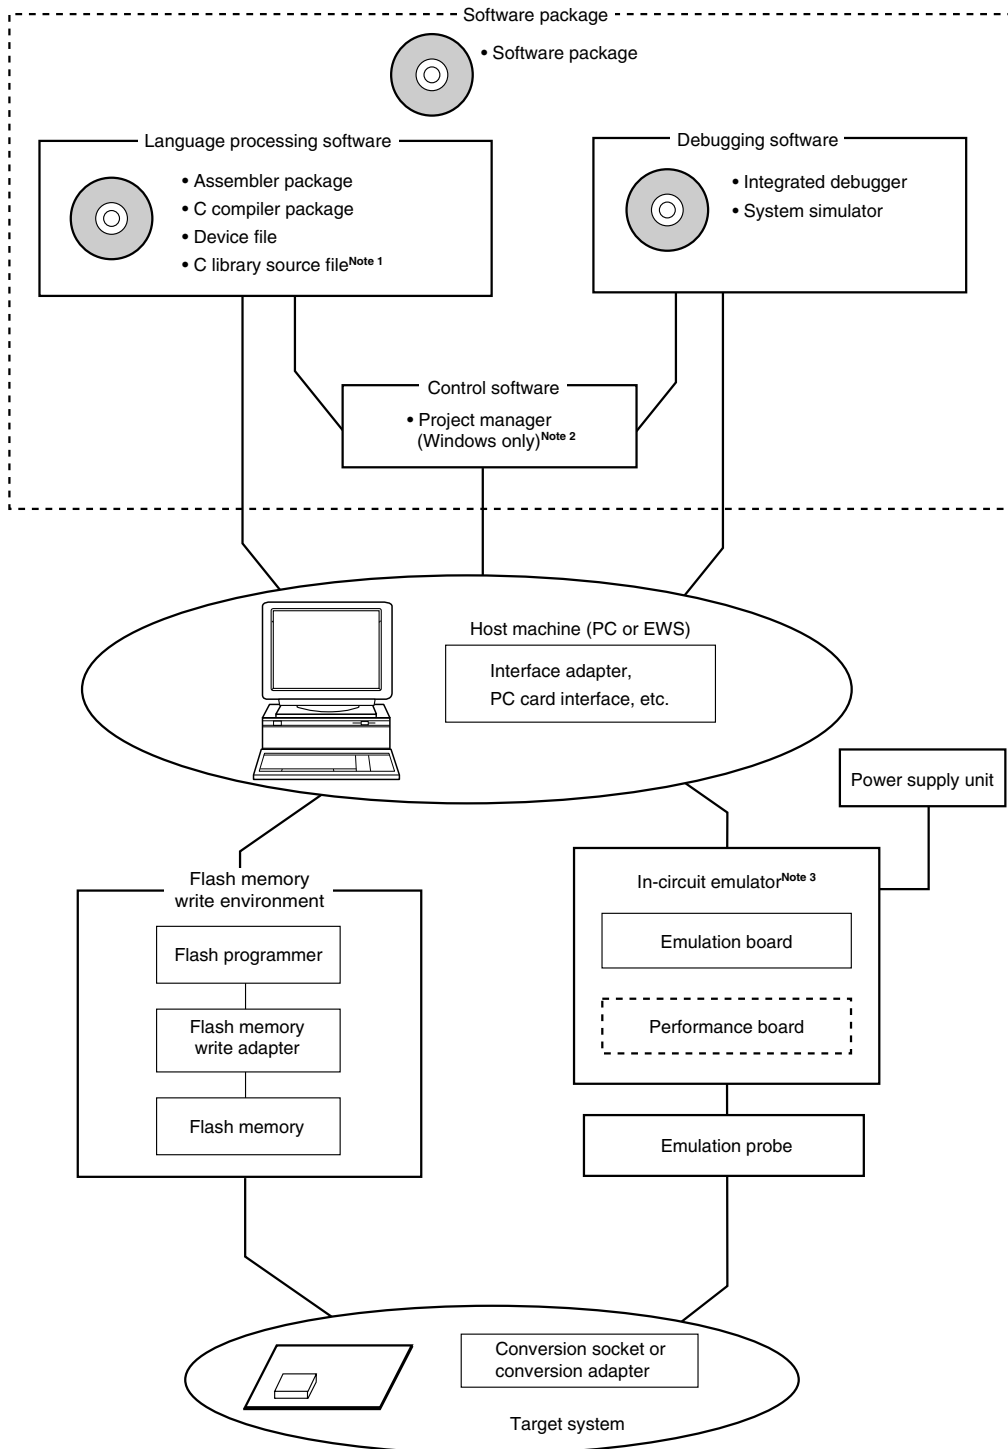 Software package
• Software package
Language processing software
• Assembler package
• C compiler package
• Device file
• C library source fileNote 1
Debugging software
• Integrated debugger
• System simulator
Control software
• Project manager
(Windows only)Note 2
Host machine (PC or EWS)
Interface adapter,
PC card interface, etc.
Power supply unit
Flash memory
write environment
Flash programmer
Flash memory
write adapter
Flash memory
In-circuit emulatorNote 3
Emulation board
Performance board
Emulation probe
Conversion socket or
conversion adapter
Target system